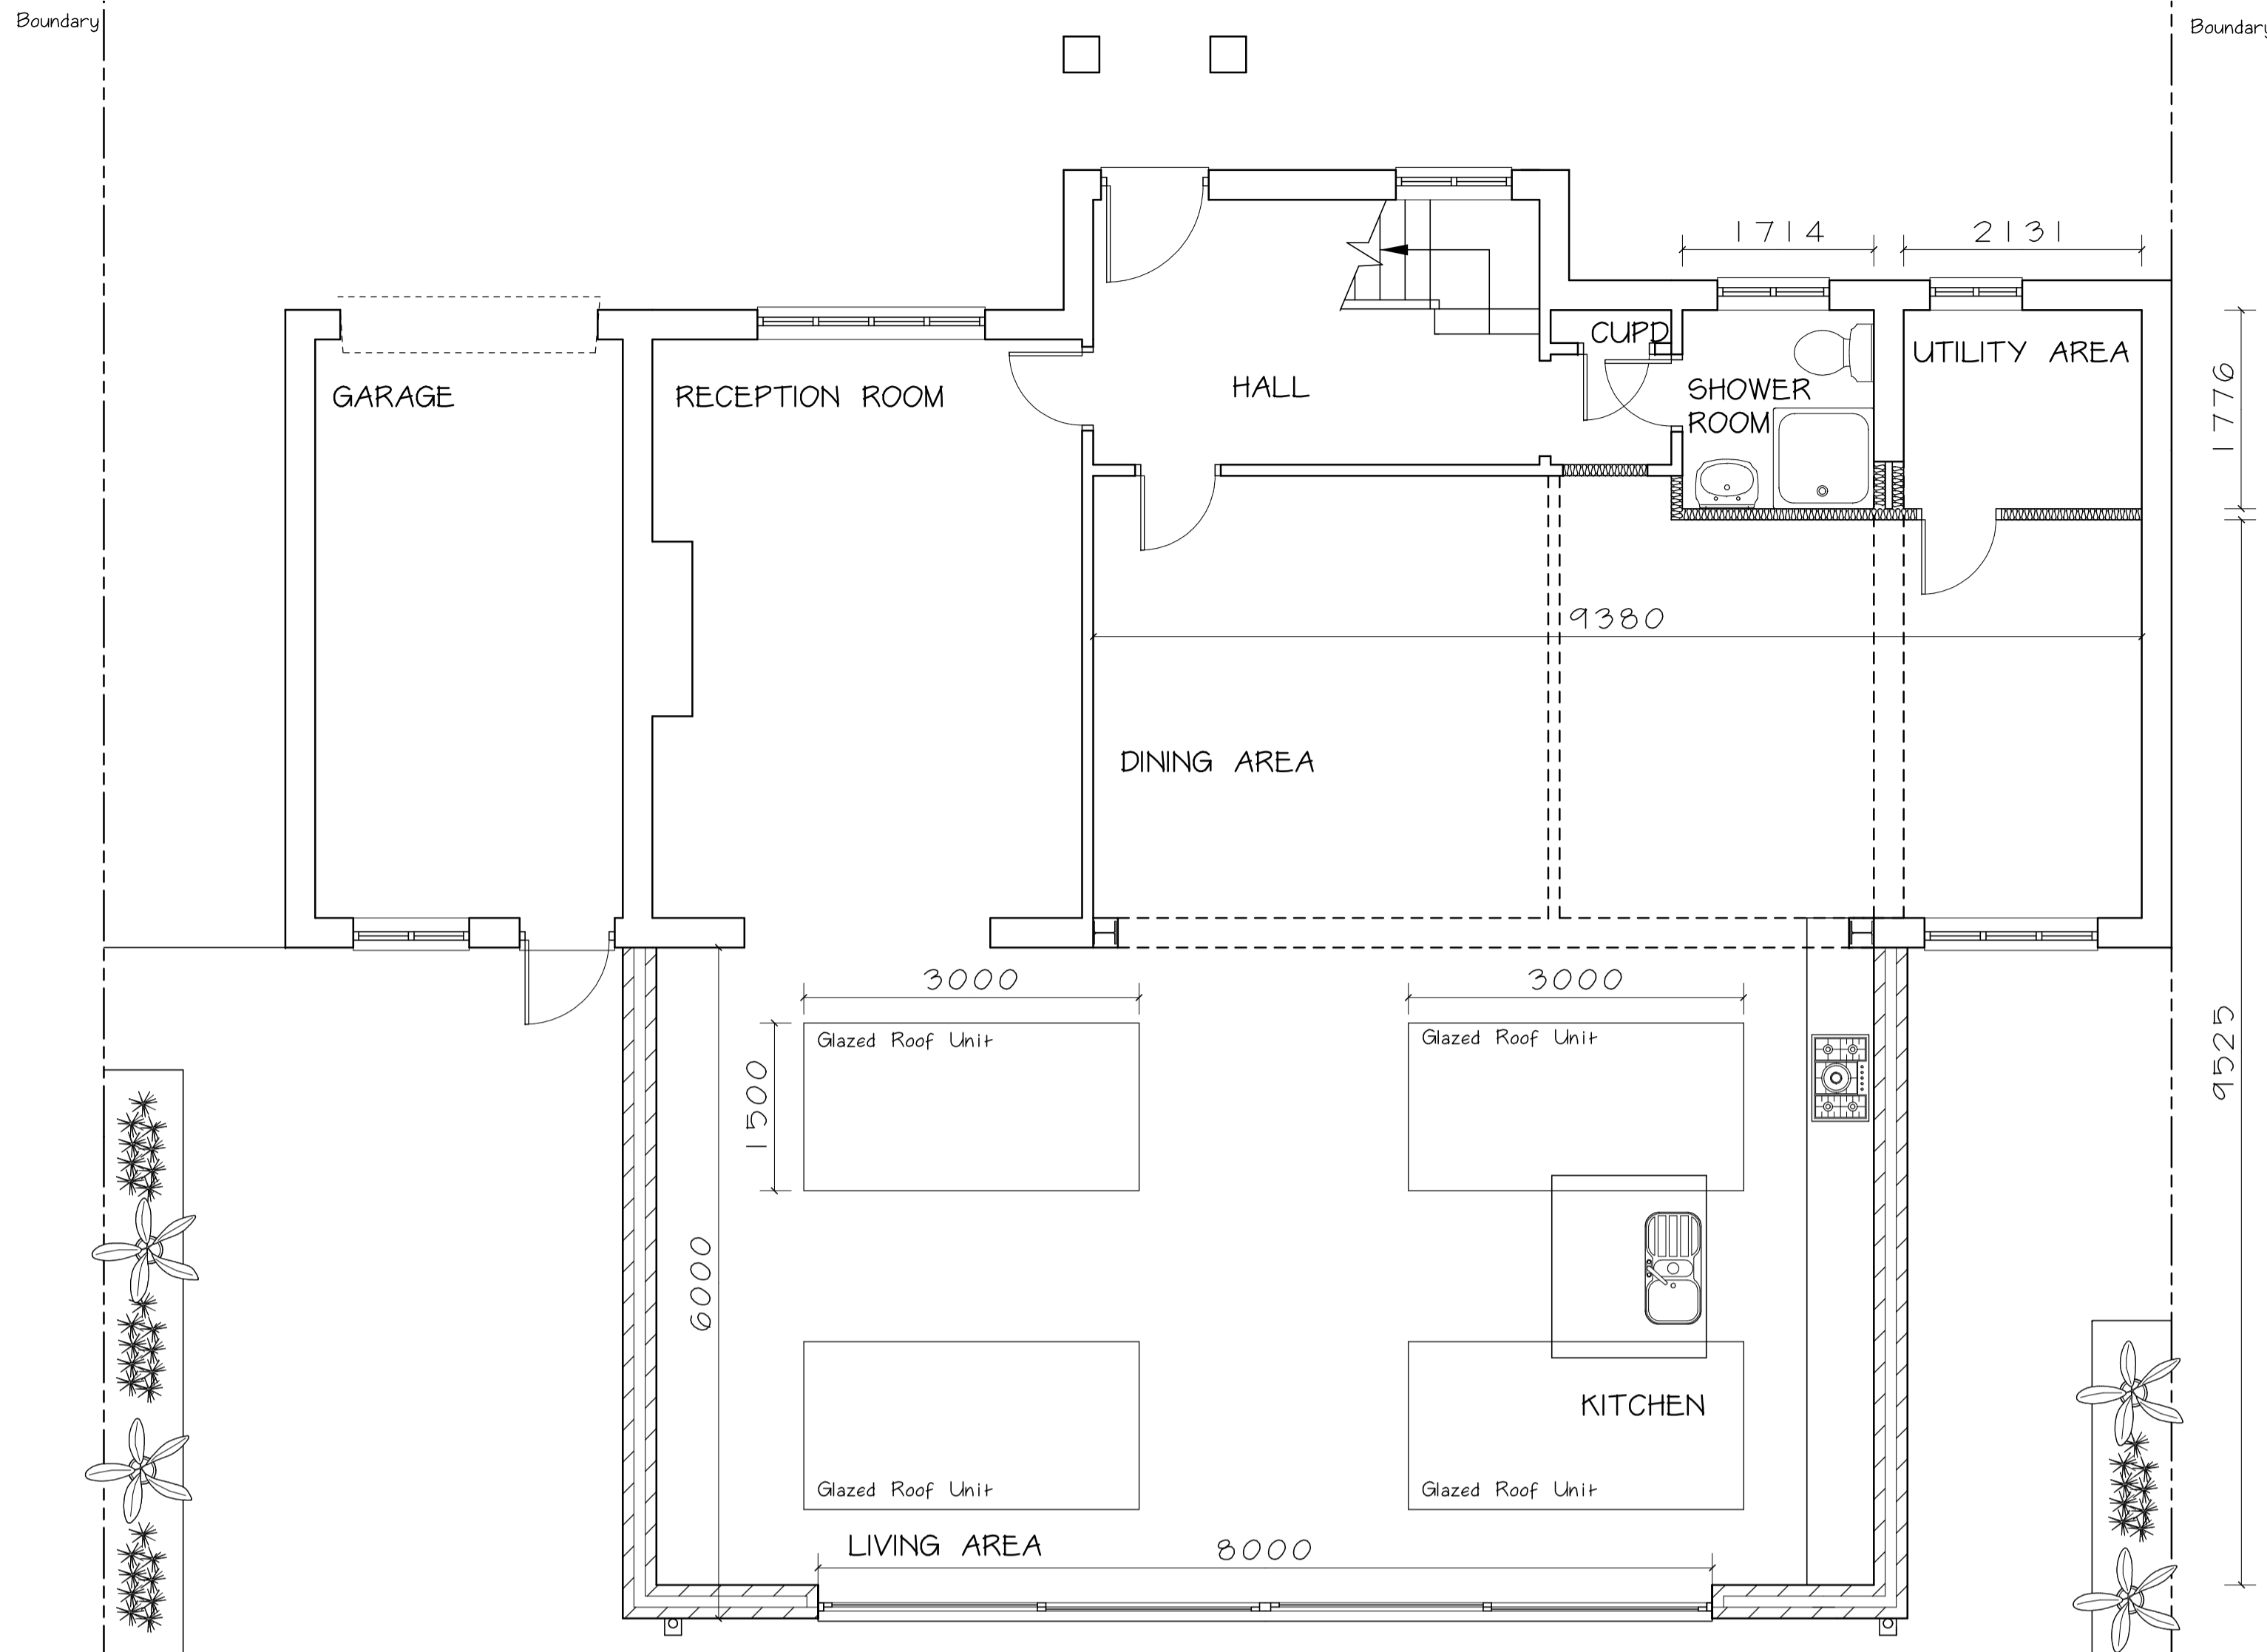 Boundary
Boundary
1714
2131
CUPD
UTILITY AREA
GARAGE
RECEPTION ROOM
HALL
SHOWER
ROOM
1776
9380
DINING AREA
3000
3000
Glazed Roof Unit
Glazed Roof Unit
1500
9525
6000
KITCHEN
Glazed Roof Unit
Glazed Roof Unit
LIVING AREA
8000